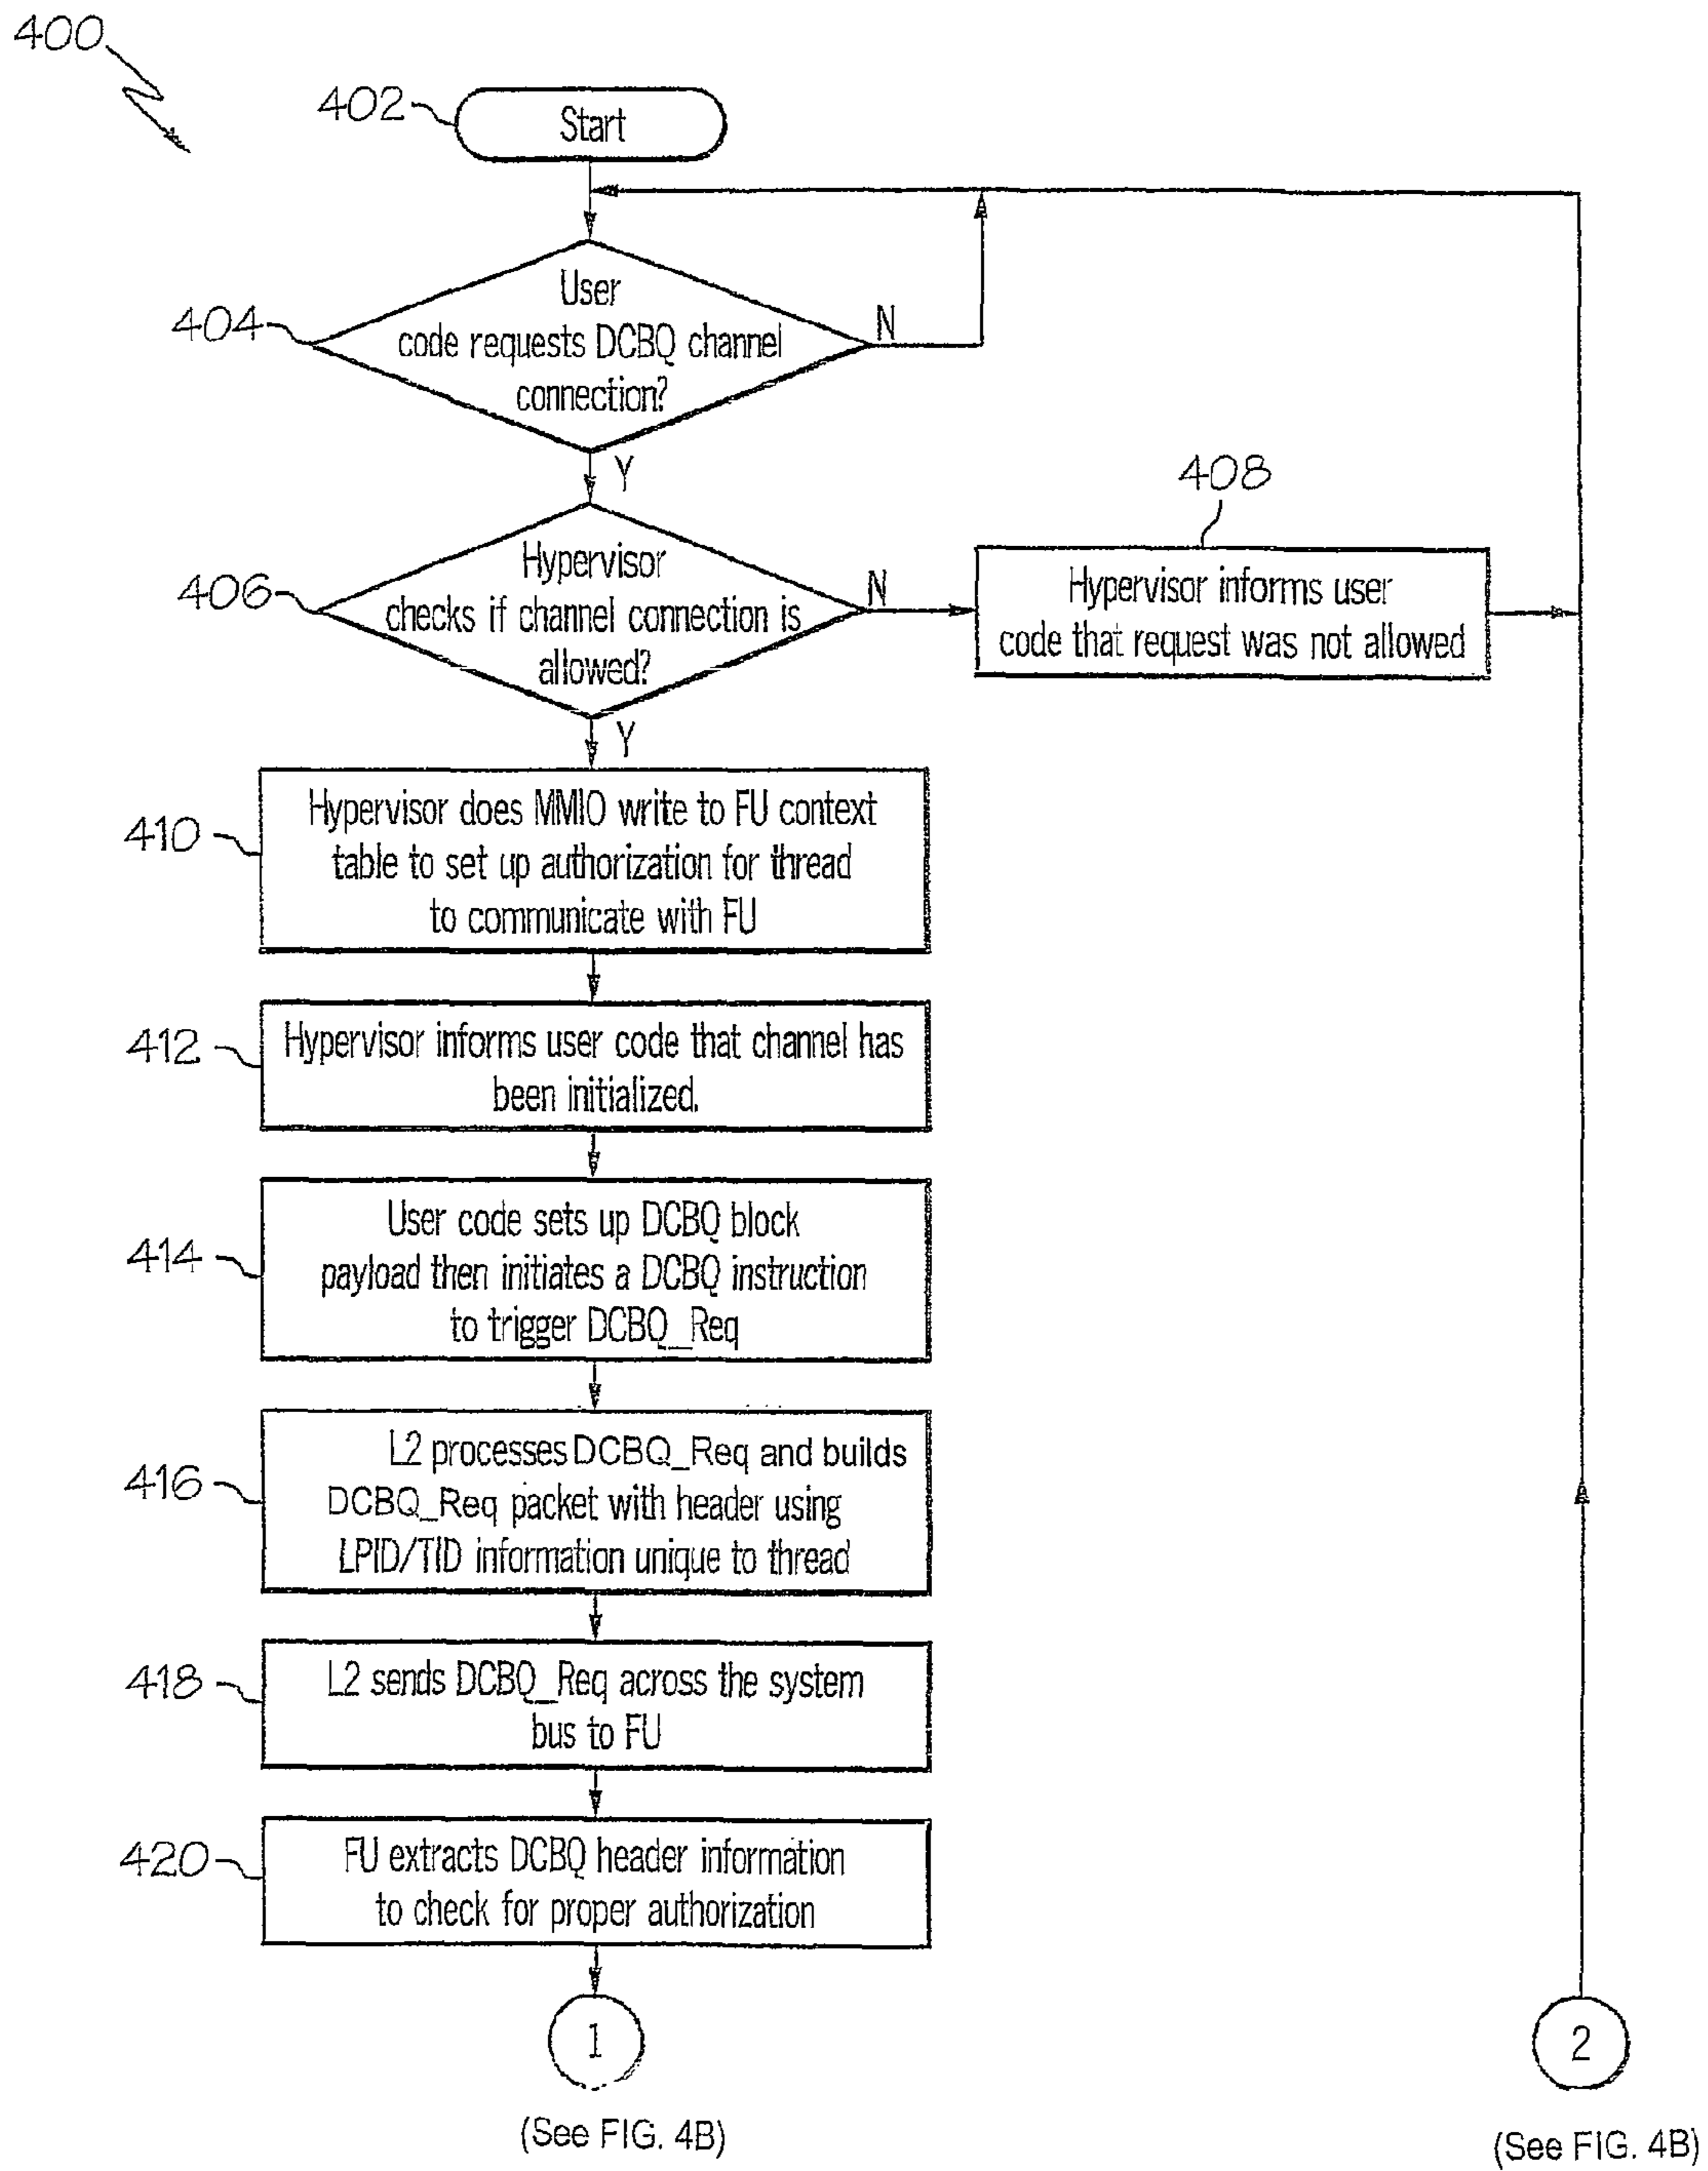 400
402
Start
404
User
code requests DCBQ channel
connection?
N
Y
408
406
Hypervisor
checks if channel connection is
allowed?
N
Hypervisor informs user
code that request was not allowed
Y
410
Hypervisor does MMIO write to FU context
table to set up authorization for thread
to communicate with FU
412
Hypervisor informs user code that channel has
been initialized.
414
User code sets up DCBQ block
payload then initiates a DCBQ instruction
to trigger DCBQ_Req
416
L2 processes DCBQ_Req and builds
DCBQ_Req packet with header using
LPID/TID information unique to thread
418
L2 sends DCBQ_Req across the system
bus to FU
420
FU extracts DCBQ header information
to check for proper authorization
1
2
(See FIG. 4B)
(See FIG. 4B)